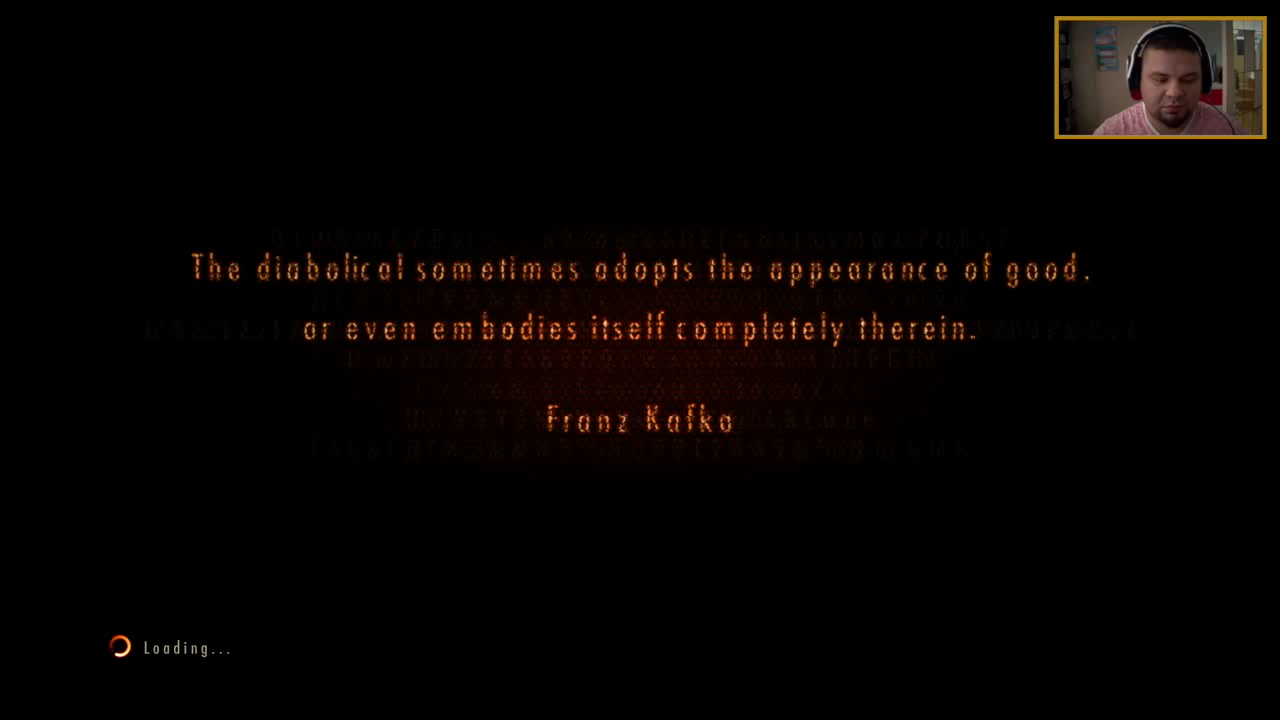 The diabolical sometimes adopts the appearance of good.
or even embodies itself completely therein.
Franz Kafka
Loading...